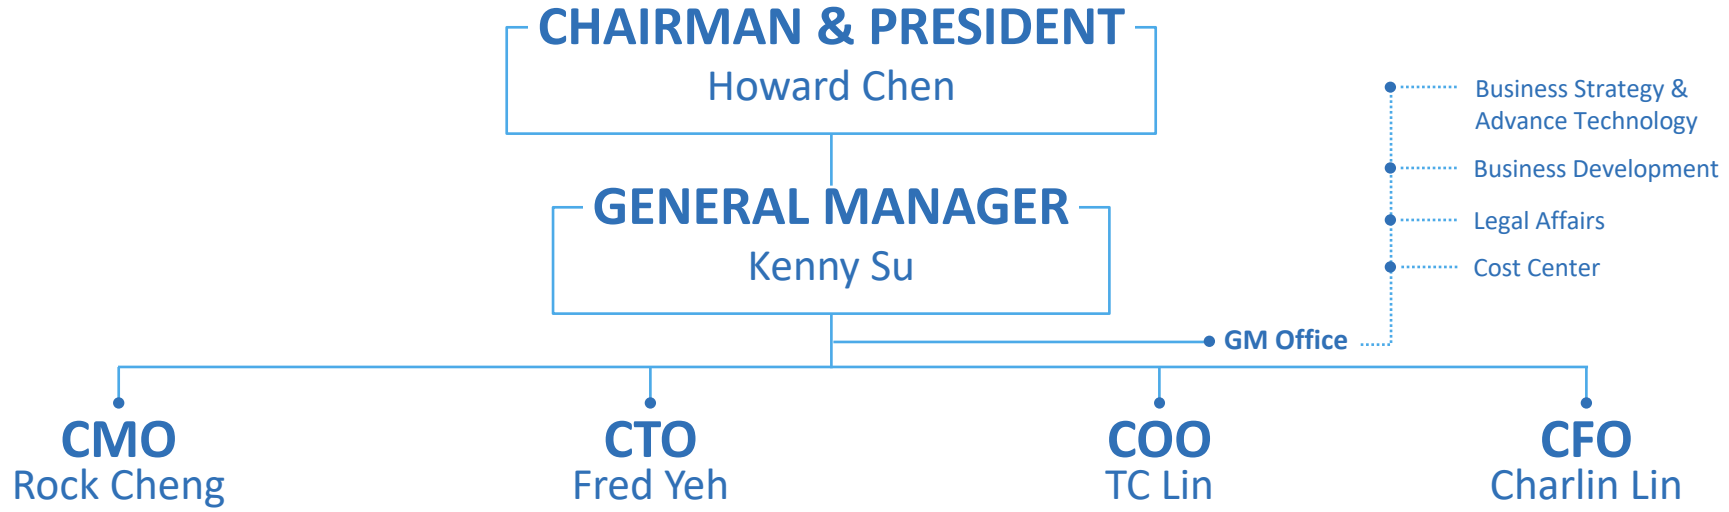 CHAIRMAN & PRESIDENT
Howard Chen
GENERAL MANAGER
Kenny Su
Business Strategy &
Advance Technology
Business Development
Legal Affairs
Cost Center
GM Office
CMO
Rock Cheng
CTO
Fred Yeh
COO
TC Lin
CFO
Charlin Lin